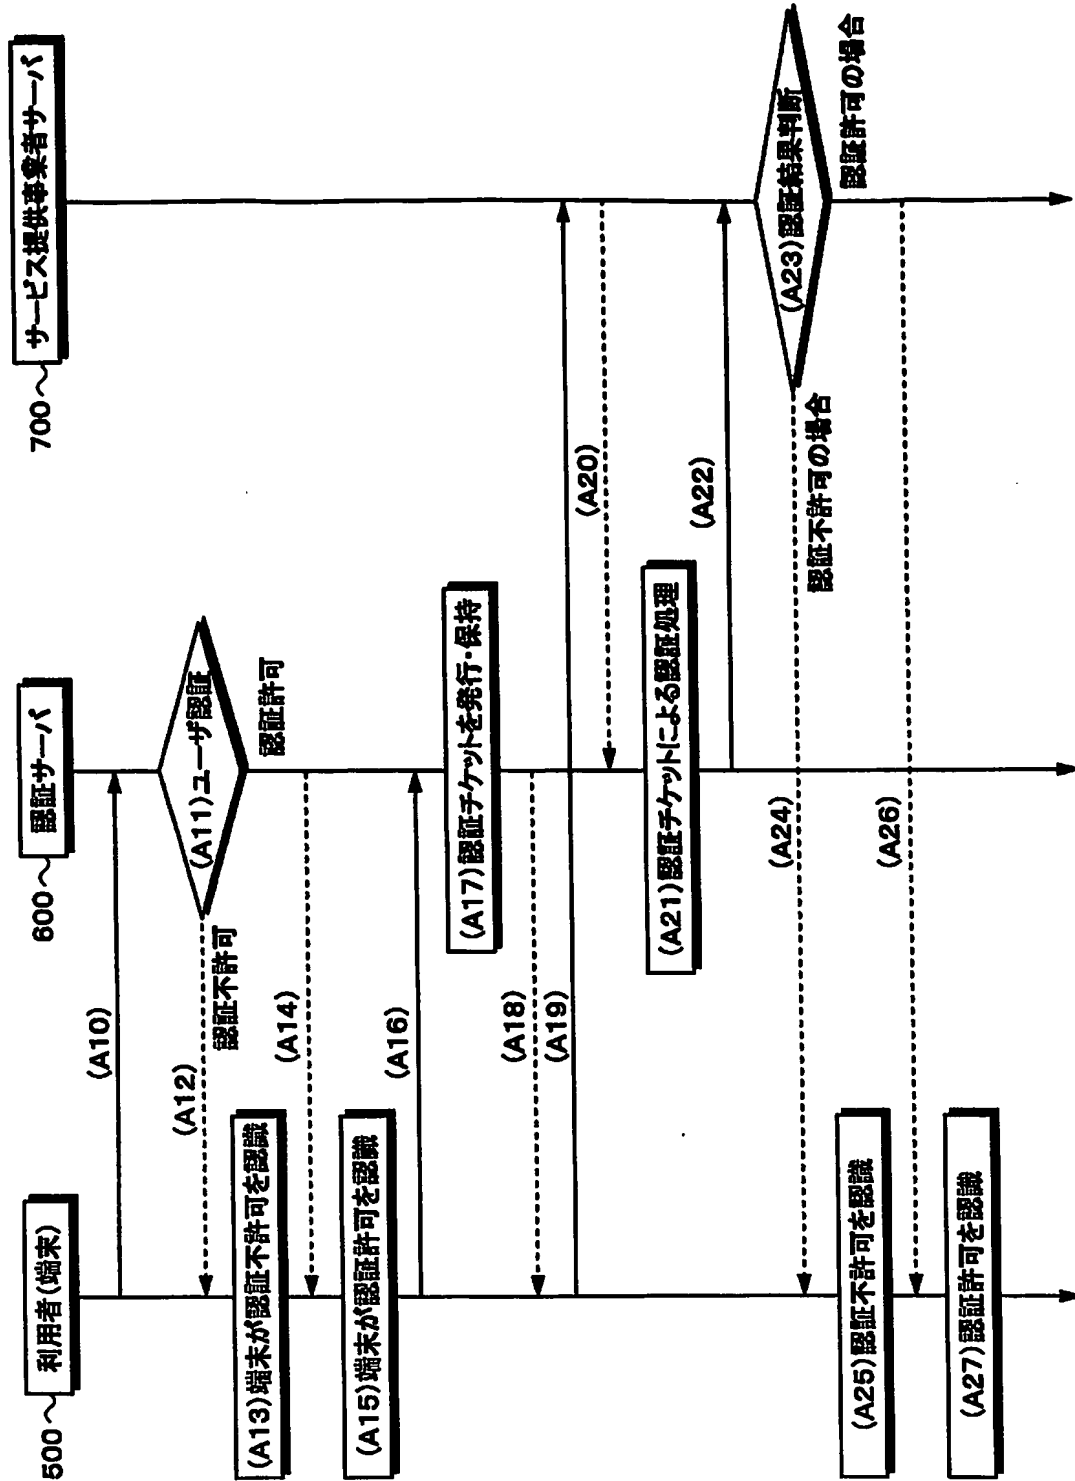 500
利用者(端末)
600
認証サーバ
700
サービス提供事業者サーバ
(A10)
(A11)ユーザ認証
(A12)
認証不許可
認証許可
(A13)端末が認証不許可を認識
(A14)
(A15)端末が認証許可を認識
(A16)
(A17)認証チケットを発行・保持
(A18)
(A19)
(A20)
(A21)認証チケットによる認証処理
(A22)
(A23)認証結果判断
認証不許可の場合
認証許可の場合
(A24)
(A25)認証不許可を認識
(A26)
(A27)認証許可を認識